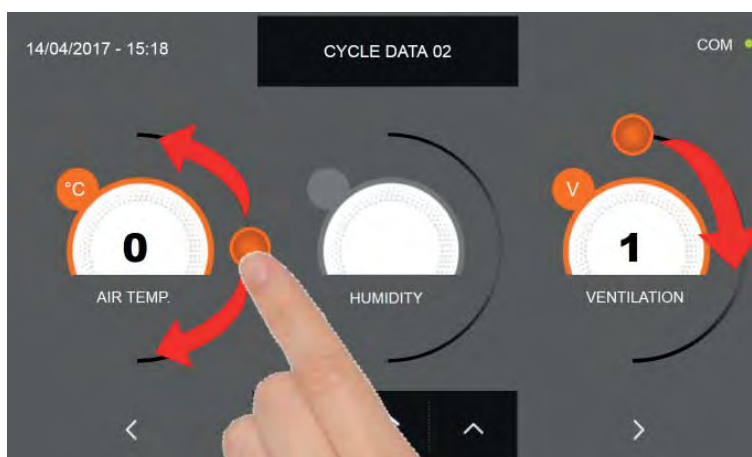 14/04/2017 - 15:18
CYCLE DATA 02
COM
°C
V
0
1
AIR TEMP.
HUMIDITY
VENTILATION